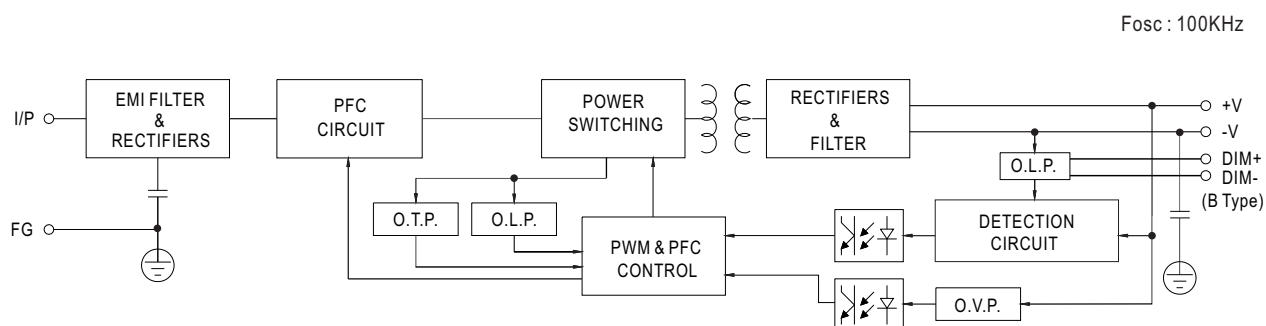 Fosc : 100KHz
I/P
EMI FILTER
&
RECTIFIERS
PFC
CIRCUIT
POWER
SWITCHING
RECTIFIERS
&
FILTER
+V
-V
DIM+
DIM-
(B Type)
O.L.P.
FG
O.T.P.
O.L.P.
PWM & PFC
CONTROL
DETECTION
CIRCUIT
O.V.P.